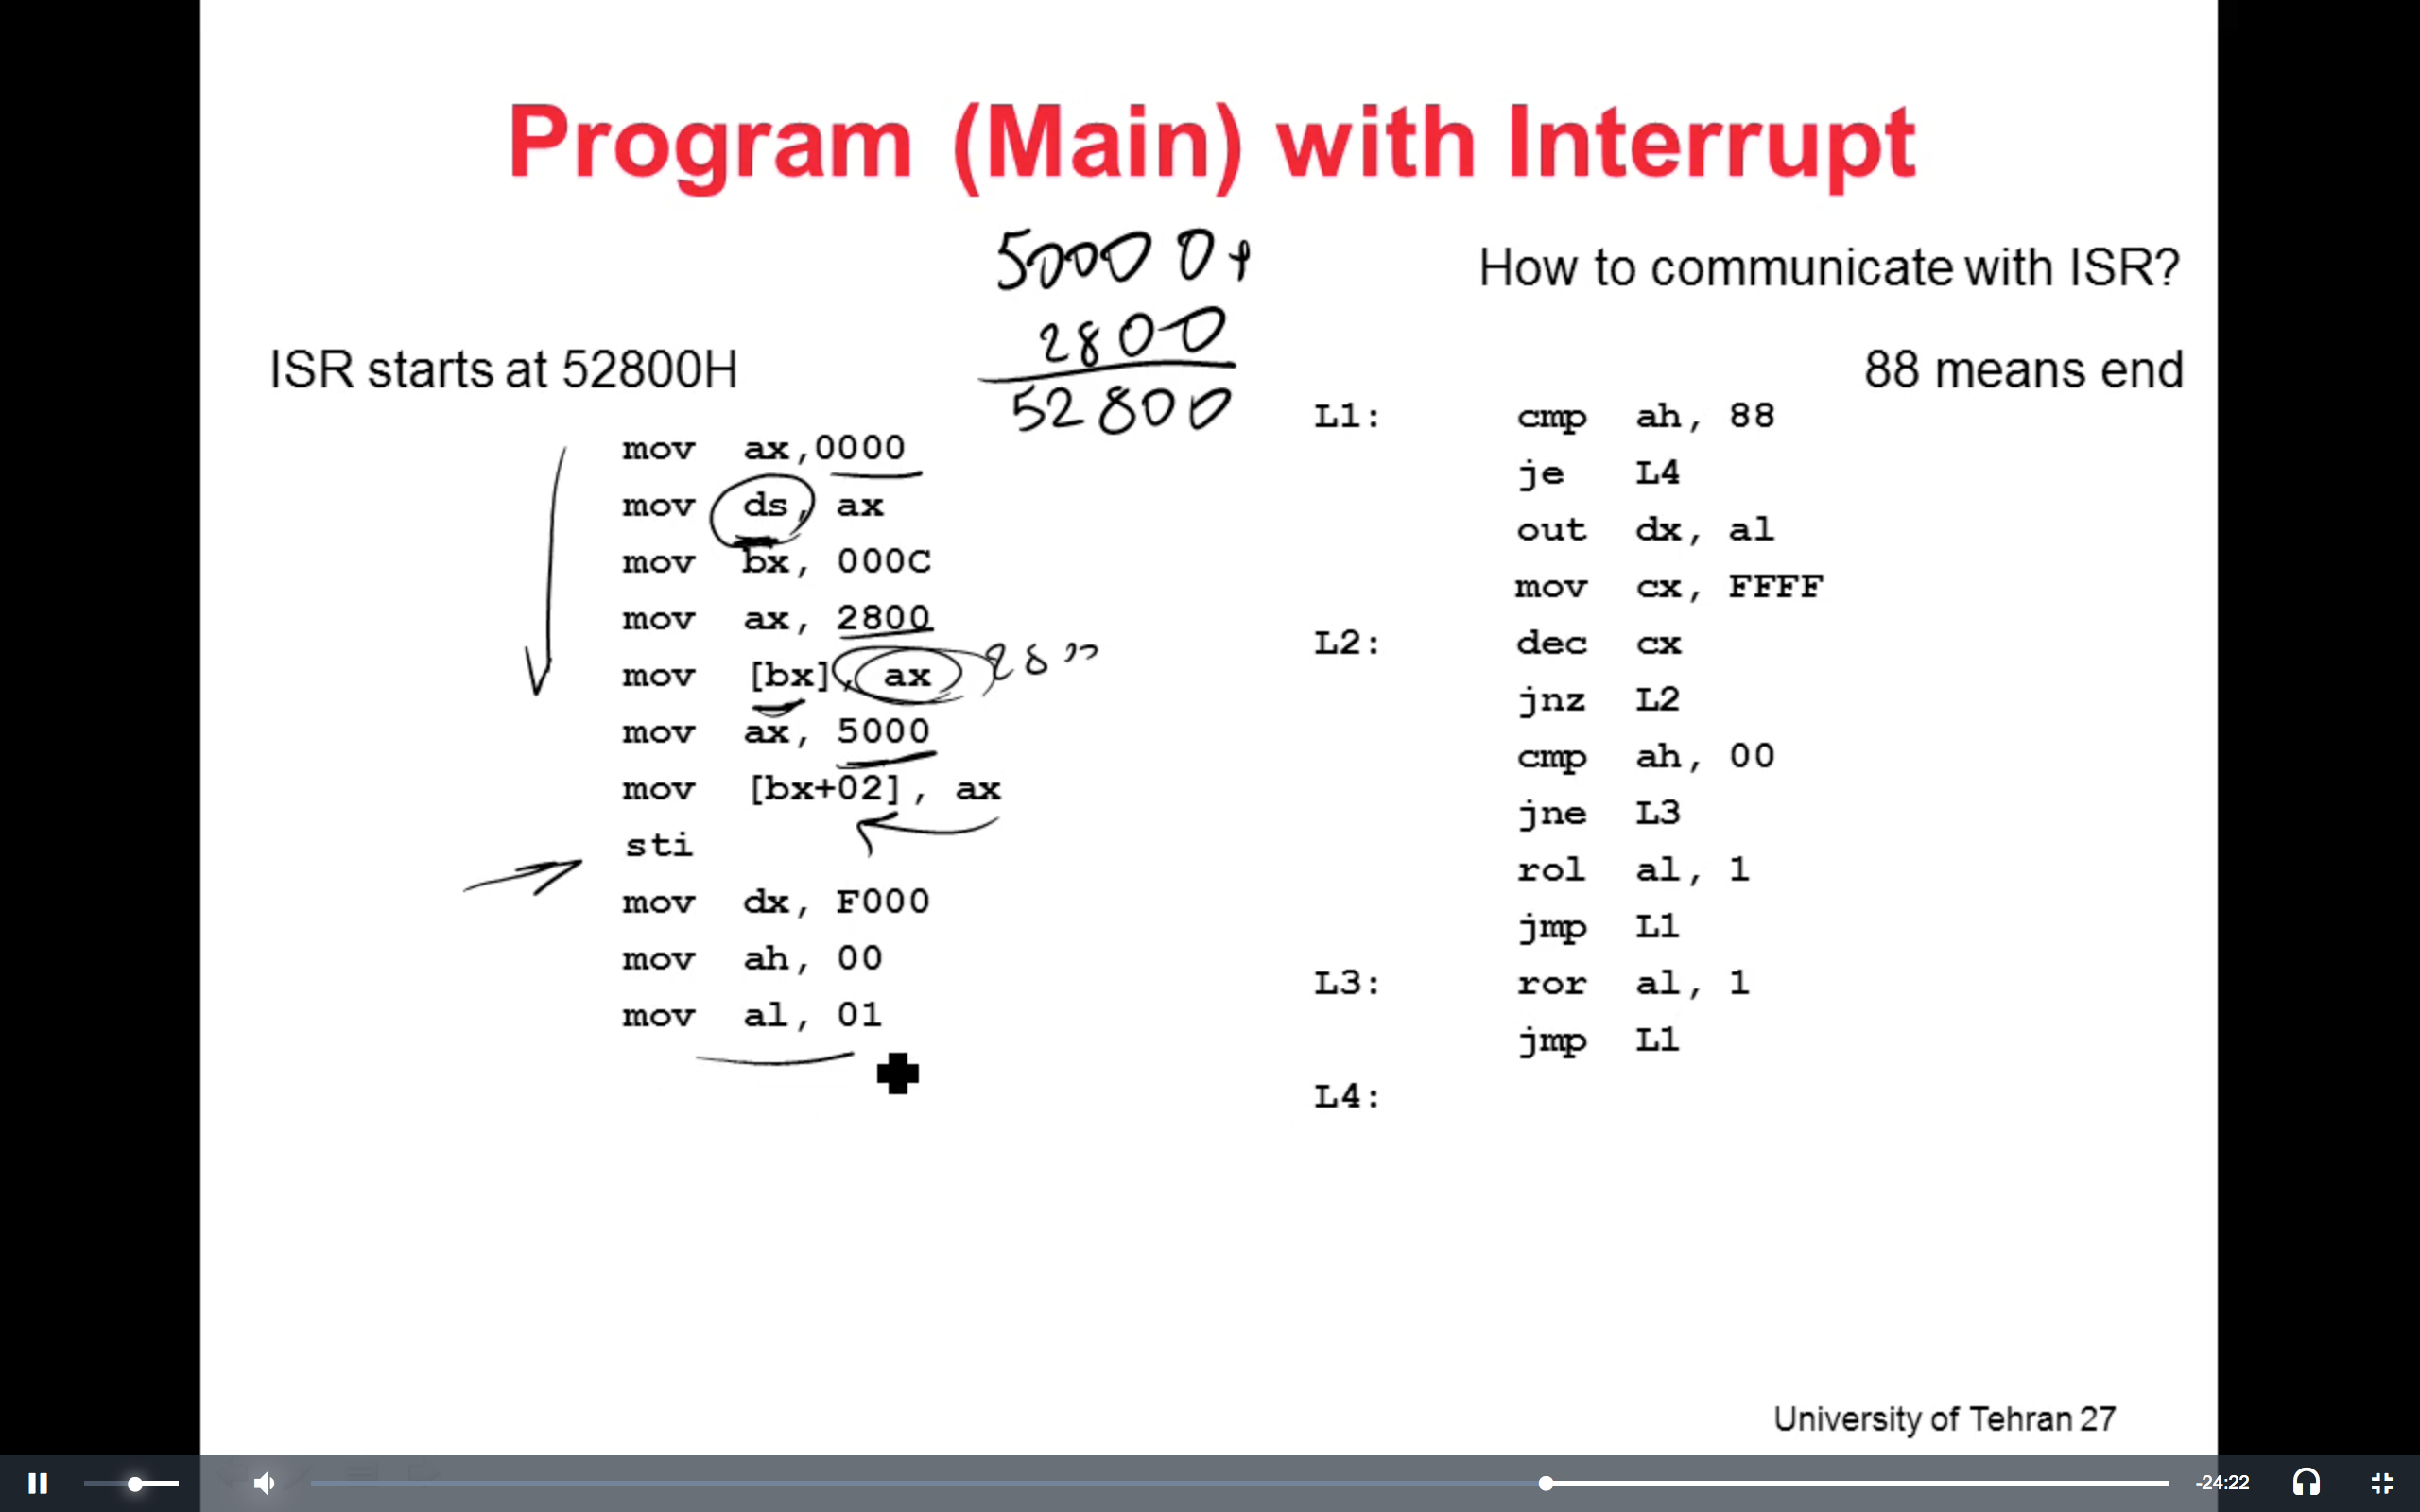 Program (Main) with Interrupt
50000+
2800
52800
How to communicate with ISR?
ISR starts at 52800H
88 means end
mov ax,0000
mov ds, ax
mov bx, 000C
mov ax, 2800
mov [bx], ax
mov ax, 5000
mov [bx+02], ax
sti
mov dx, F000
mov ah, 00
mov al, 01
L1: cmp ah, 88
je L4
out dx, al
mov cx, FFFF
L2: dec cx
jnz L2
cmp ah, 00
jne L3
rol al, 1
jmp L1
L3: ror al, 1
jmp L1
L4:
University of Tehran 27
-24:22